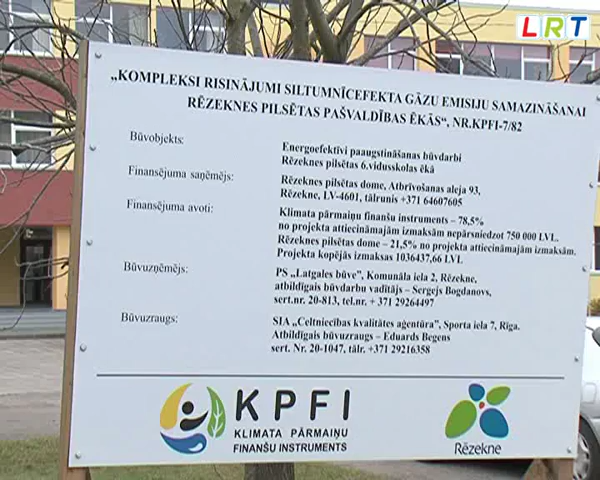 LRT
„KOMPLEKSI RISINĀJUMI SILTUMNĪCEFEKTA GĀZU EMISIJU SAMAZINĀŠANAI
RĒZEKNES PILSĒTAS PAŠVALDĪBAS ĒKĀS“, NR.KPFI-7/82
Būvobjekts:
Energoefektīvi paaugstināšanas būvdarbi
Rēzeknes pilsētas 6.vidusskolas ēkā
Finansējuma saņēmējs:
Rēzeknes pilsētas dome, Atbrīvošanas aleja 93,
Rēzekne, LV-4601, tālrunis +371 64607605
Finansējuma avoti:
Klimata pārmaiņu finanšu instruments – 78,5%
no projekta attiecināmajām izmaksām nepārsniedzot 750 000 LVL.
Rēzeknes pilsētas dome – 21,5% no projekta attiecināmajām izmaksām.
Projekta kopējās izmaksas 1036437,66 LVL.
Būvuzņēmējs:
PS „Latgales būve”, Komunāla iela 2, Rēzekne,
atbildīgais būvdarbu vadītājs – Sergejs Bogdanovs,
sert.nr. 20-813, tel.nr. + 371 29264497
Būvuzraugs:
SIA „Celtniecības kvalitātes aģentūra”, Sporta iela 7, Rīga.
Atbildīgais būvuzraugs – Eduards Begens
sert. Nr. 20-1047, tālr. +371 29216358
KPFI
KLIMATA PĀRMAIŅU
FINANŠU INSTRUMENTS
Rēzekne